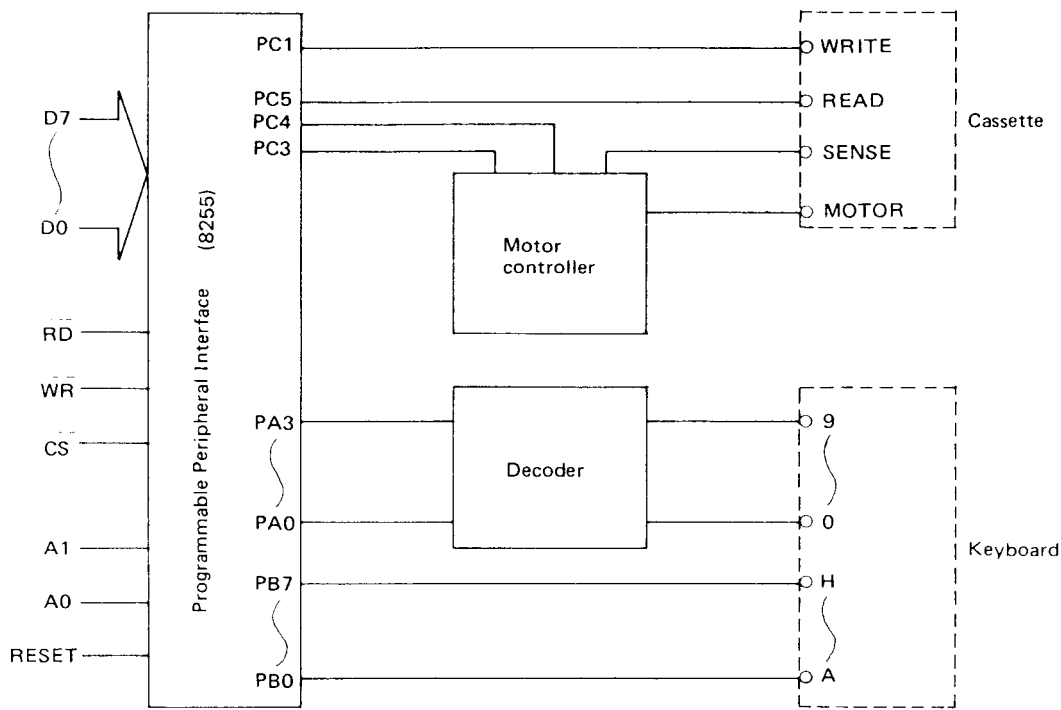 D7
D0
RD
WR
CS
A1
A0
RESET
Programmable Peripheral Interface (8255)
PC1
PC5
PC4
PC3
PA3
PA0
PB7
PB0
Motor
controller
Decoder
WRITE
READ
SENSE
MOTOR
Cassette
9
0
H
A
Keyboard